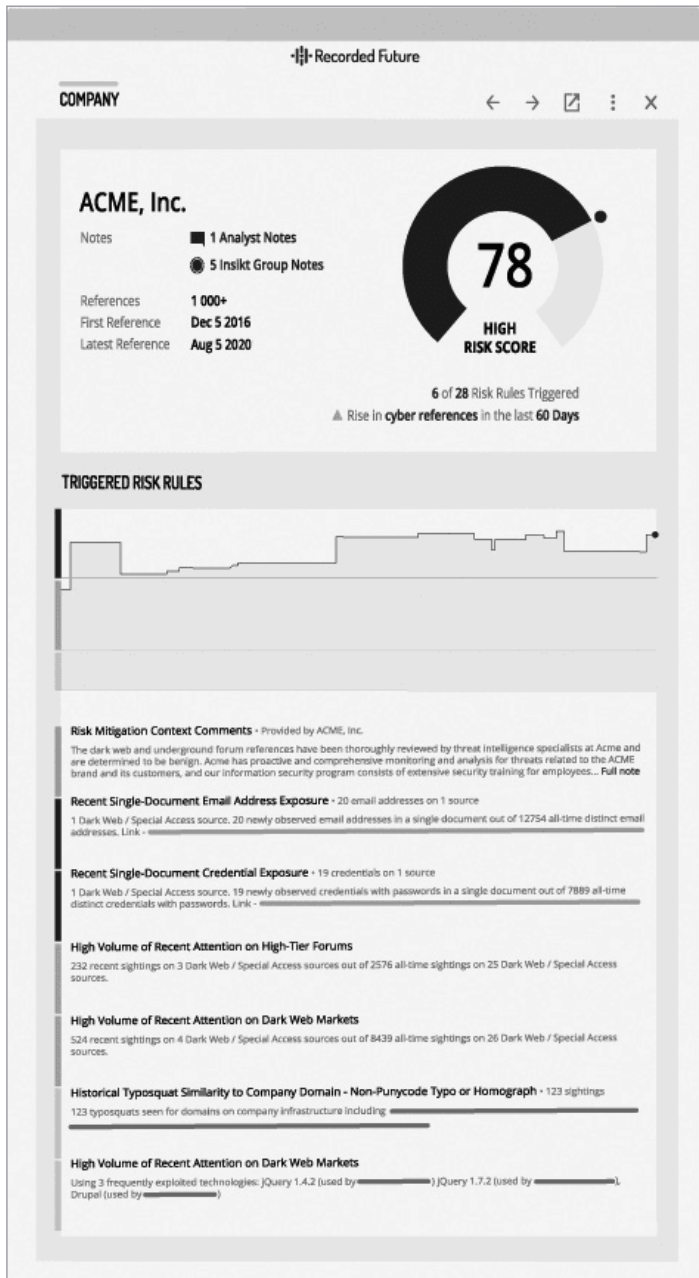 Recorded Future
COMPANY
ACME, Inc.
Notes
1 Analyst Notes
5 Insikt Group Notes
References 1 000+
First Reference Dec 5 2016
Latest Reference Aug 5 2020
78
HIGH
RISK SCORE
6 of 28 Risk Rules Triggered
Rise in cyber references in the last 60 Days
TRIGGERED RISK RULES
Risk Mitigation Context Comments • Provided by ACME, Inc.
The dark web and underground forum references have been thoroughly reviewed by threat intelligence specialists at Acme and
are determined to be benign. Acme has proactive and comprehensive monitoring and analysis for threats related to the ACME
brand and its customers, and our information security program consists of extensive security training for employees... Full note
Recent Single-Document Email Address Exposure • 20 email addresses on 1 source
1 Dark Web / Special Access source. 20 newly observed email addresses in a single document out of 12754 all-time distinct email
addresses. Link -
Recent Single-Document Credential Exposure • 19 credentials on 1 source
1 Dark Web / Special Access source. 19 newly observed credentials with passwords in a single document out of 7889 all-time
distinct credentials with passwords. Link -
High Volume of Recent Attention on High-Tier Forums
232 recent sightings on 3 Dark Web / Special Access sources out of 2576 all-time sightings on 25 Dark Web / Special Access
sources.
High Volume of Recent Attention on Dark Web Markets
524 recent sightings on 4 Dark Web / Special Access sources out of 8439 all-time sightings on 26 Dark Web / Special Access
sources.
Historical Typosquat Similarity to Company Domain - Non-Punycode Typo or Homograph • 123 sightings
123 typosquats seen for domains on company infrastructure including
High Volume of Recent Attention on Dark Web Markets
Using 3 frequently exploited technologies: jQuery 1.4.2 (used by ) jQuery 1.7.2 (used by ),
Drupal (used by )